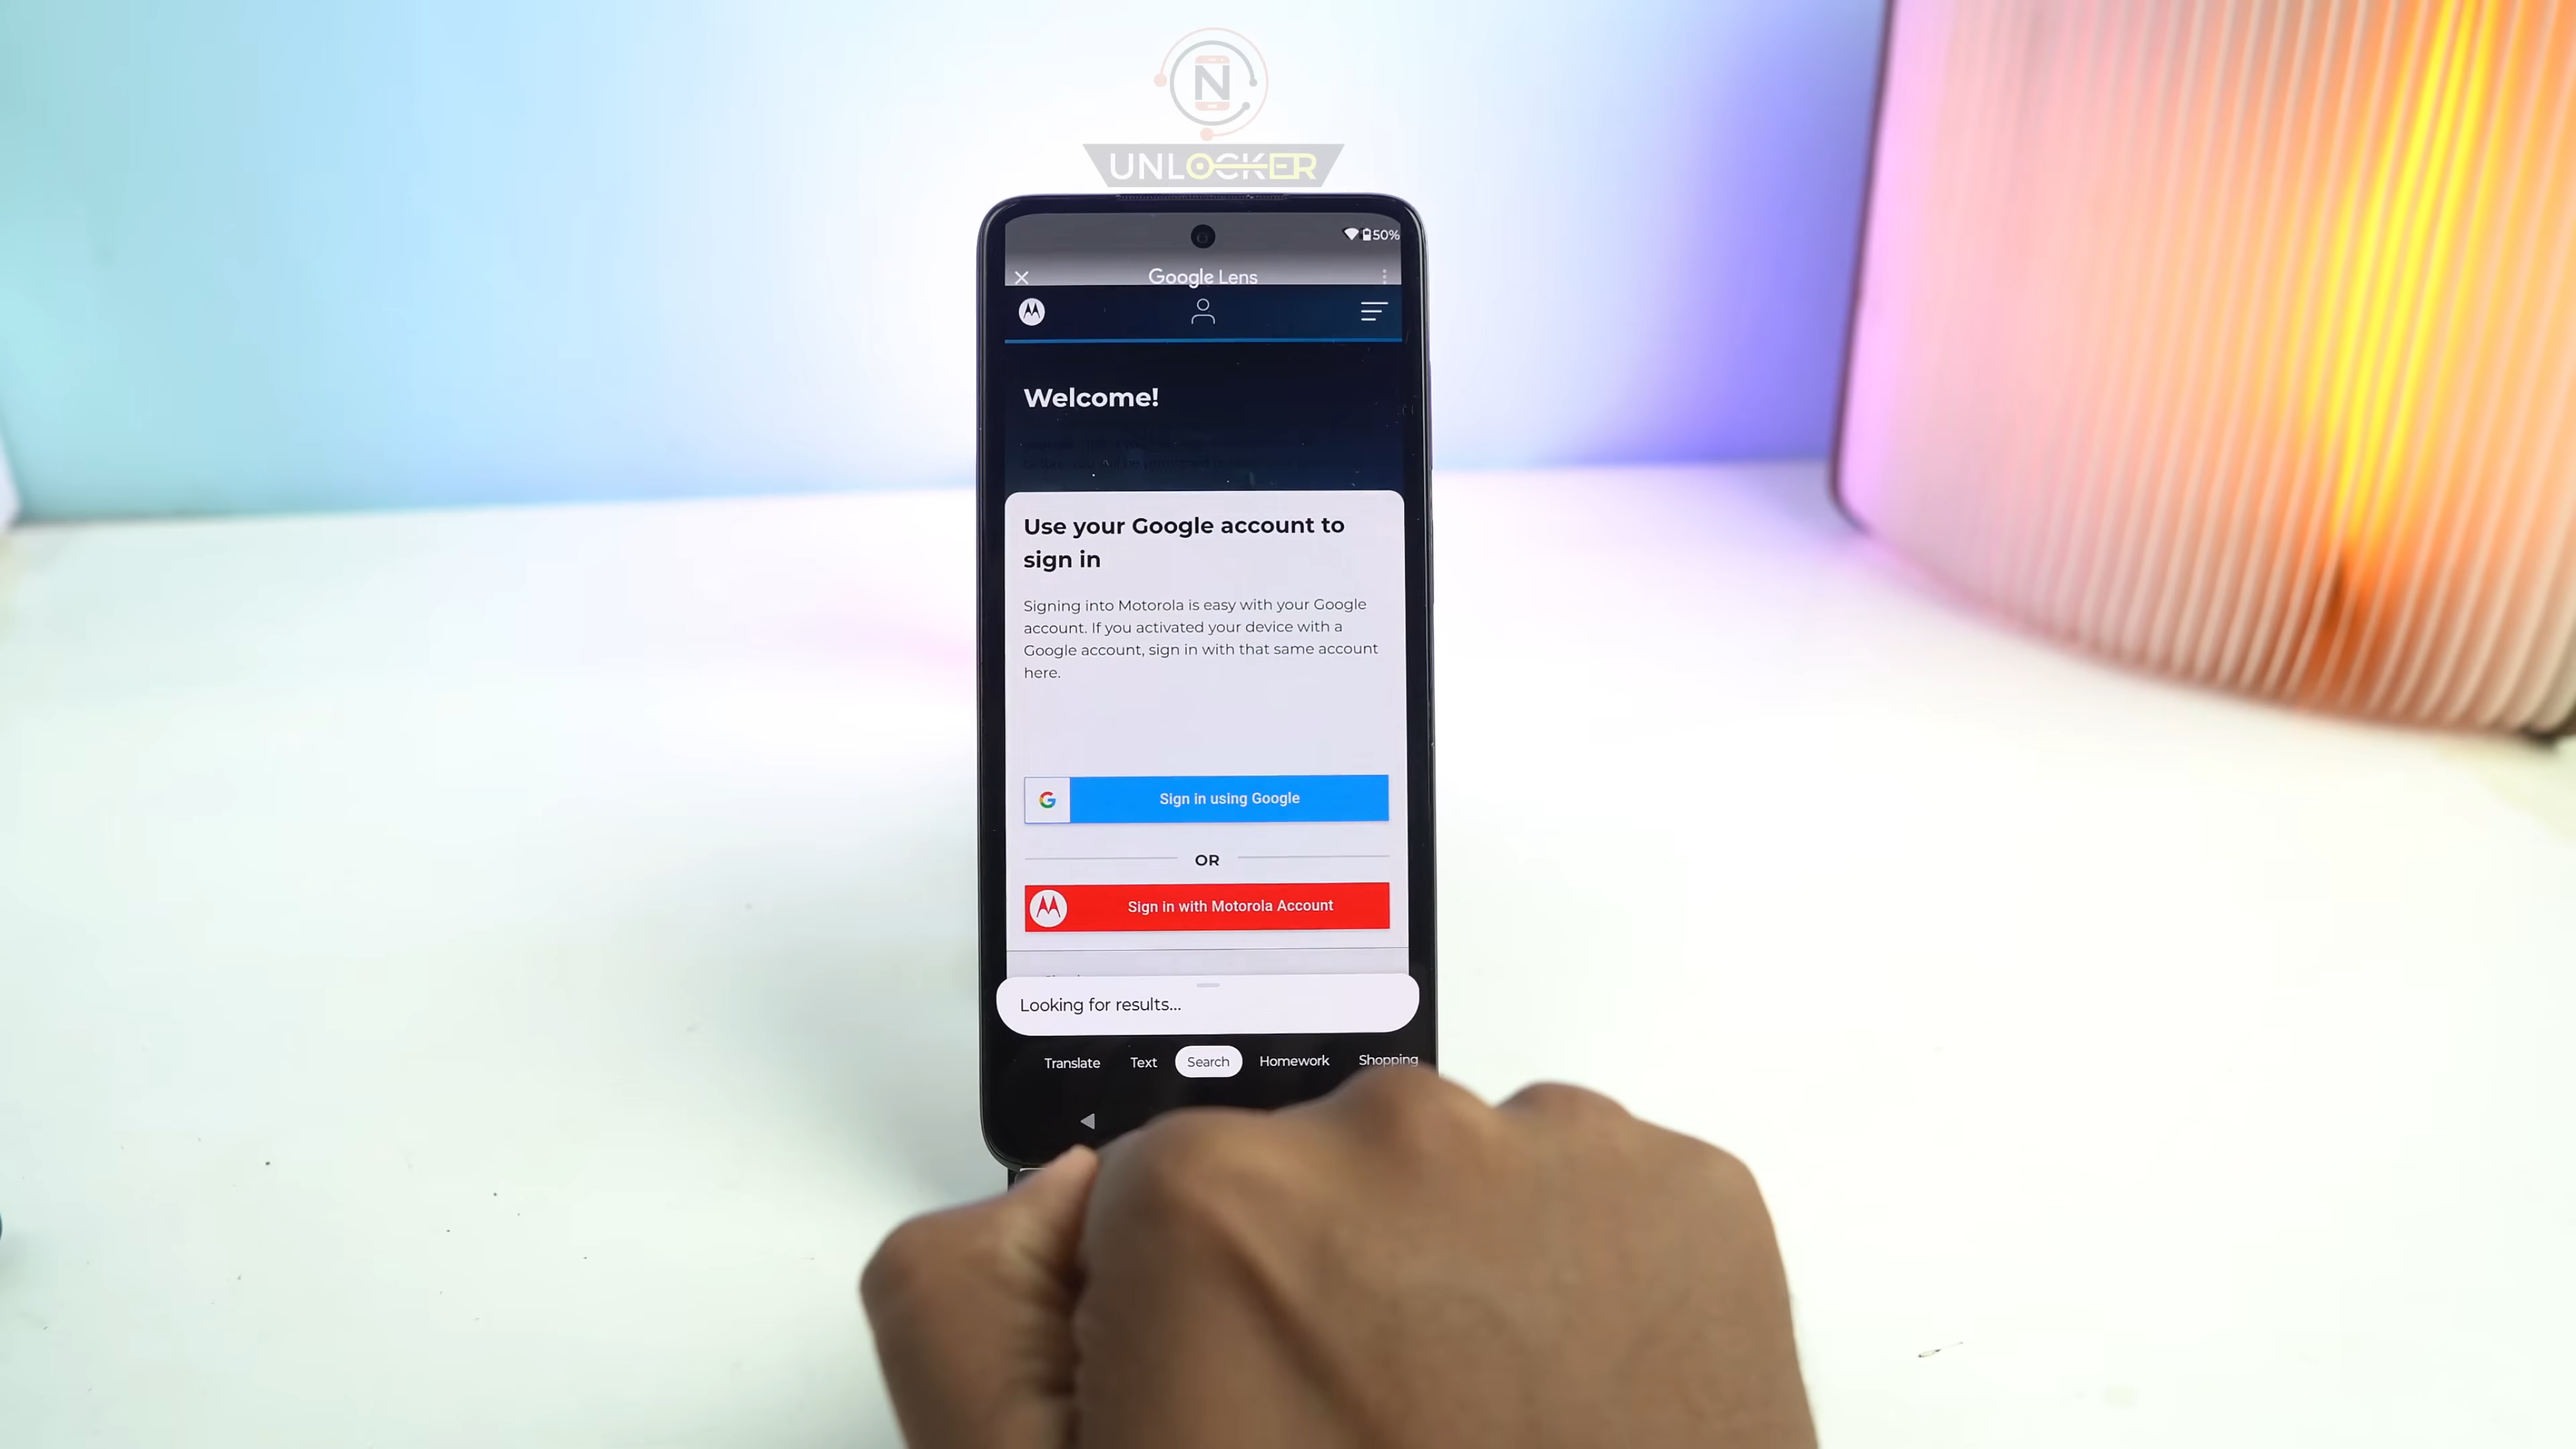 N
UNLOCKER
50%
Google Lens
Welcome!
Use your Google account to
sign in
Signing into Motorola is easy with your Google
account. If you activated your device with a
Google account, sign in with that same account
here.
G Sign in using Google
OR
Sign in with Motorola Account
Looking for results...
Translate Text Search Homework Shopping